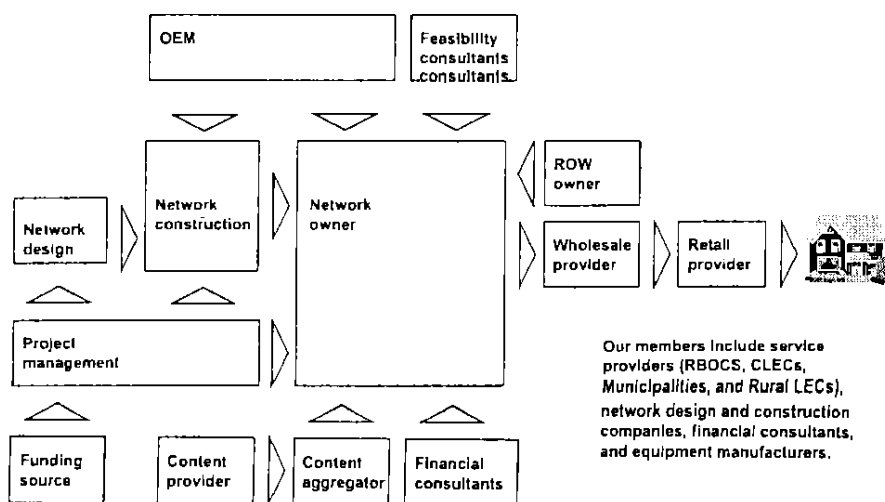 OEM
Feasibility
consultants
consultants
Network
design
Network
construction
Network
owner
ROW
owner
Wholesale
provider
Retail
provider
Project
management
Our members include service
providers (RBOCS, CLECs,
Municipalities, and Rural LECs),
network design and construction
companies, financial consultants,
and equipment manufacturers.
Funding
source
Content
provider
Content
aggregator
Financial
consultants